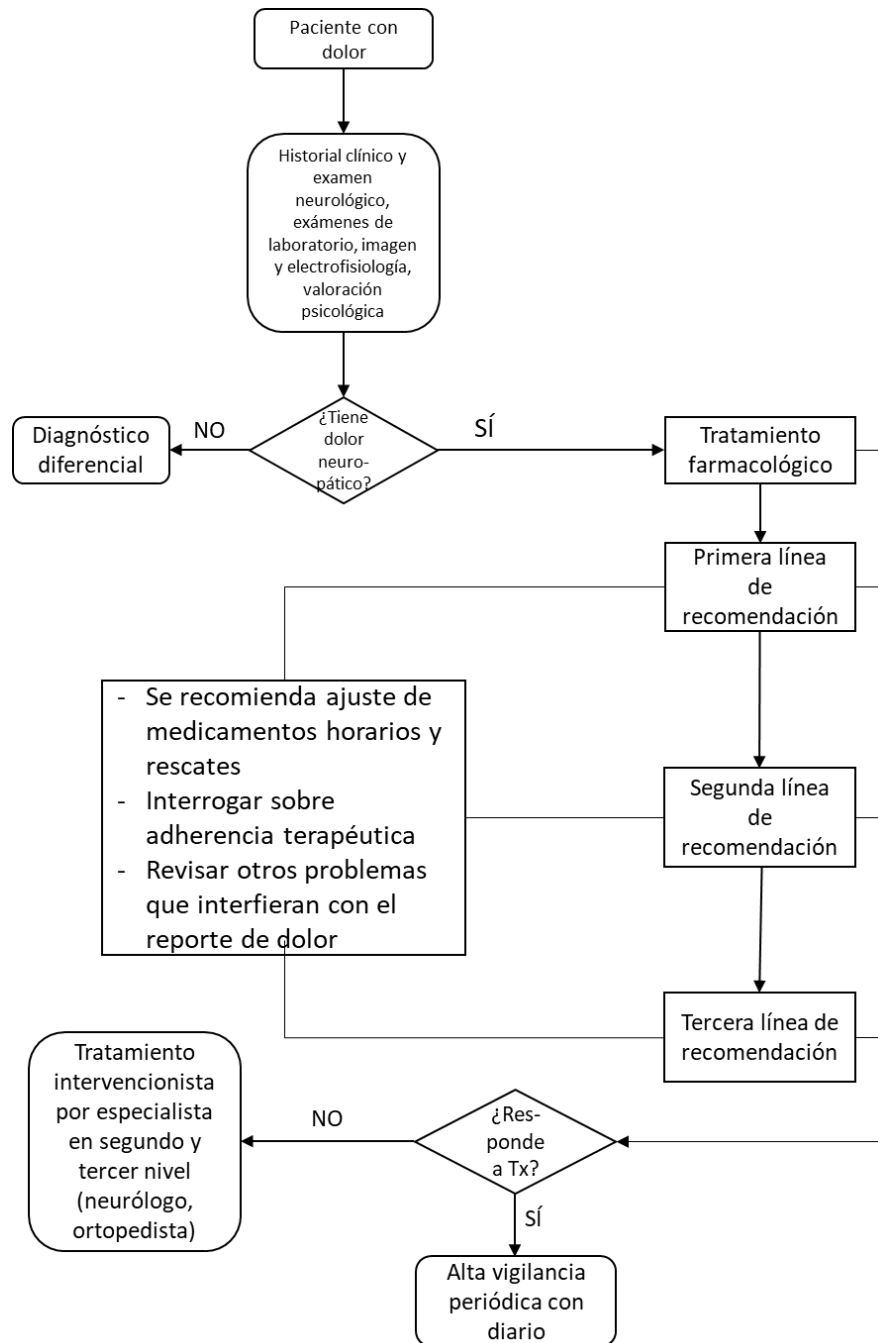 Paciente con
dolor
Historial clínico y
examen
neurológico,
exámenes de
laboratorio, imagen
y electrofisiología,
valoración
psicológica
¿Tiene
dolor
neuro-
pático?
NO
Diagnóstico
diferencial
SÍ
Tratamiento
farmacológico
Primera línea
de
recomendación
- Se recomienda ajuste de
medicamentos horarios y
rescates
- Interrogar sobre
adherencia terapéutica
- Revisar otros problemas
que interfieran con el
reporte de dolor
Segunda línea
de
recomendación
Tercera línea de
recomendación
¿Res-
ponde
a Tx?
NO
Tratamiento
intervencionista
por especialista
en segundo y
tercer nivel
(neurólogo,
ortopedista)
SÍ
Alta vigilancia
periódica con
diario